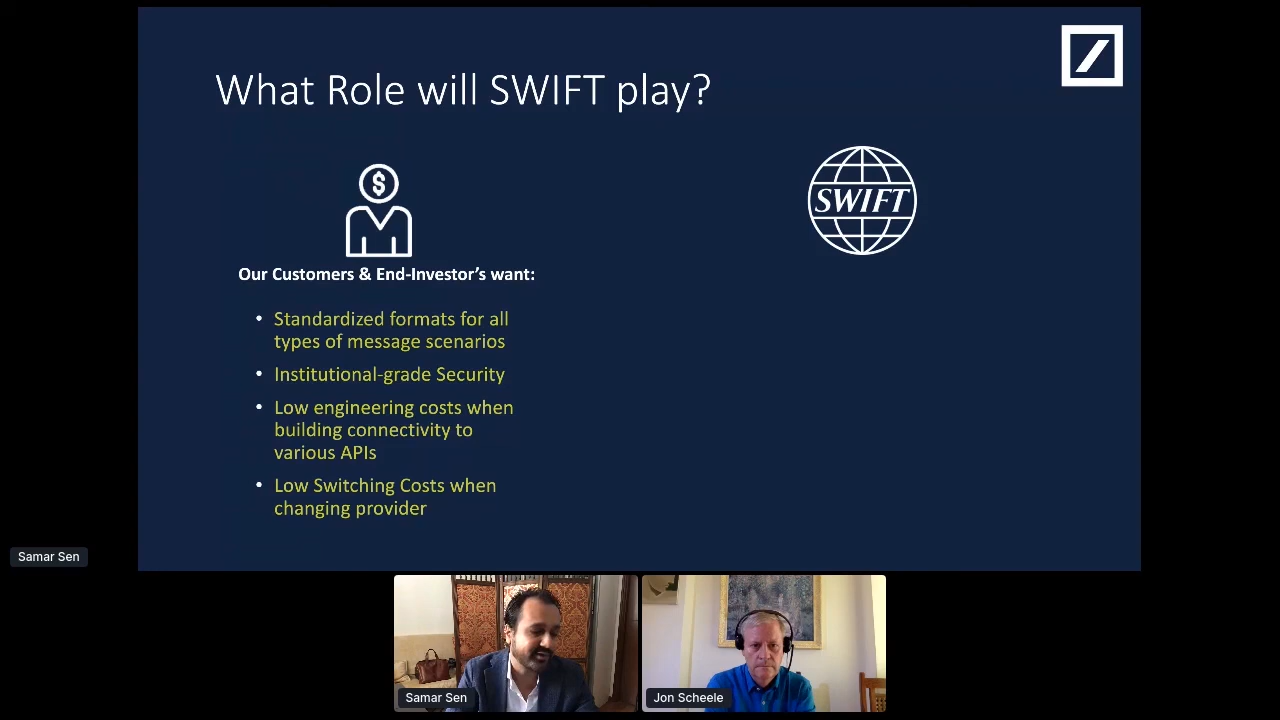 What Role will SWIFT play?
$
SWIFT
Our Customers & End-Investor's want:
• Standardized formats for all
types of message scenarios
• Institutional-grade Security
• Low engineering costs when
building connectivity to
various APIs
• Low Switching Costs when
changing provider
Samar Sen
Samar Sen
Jon Scheele